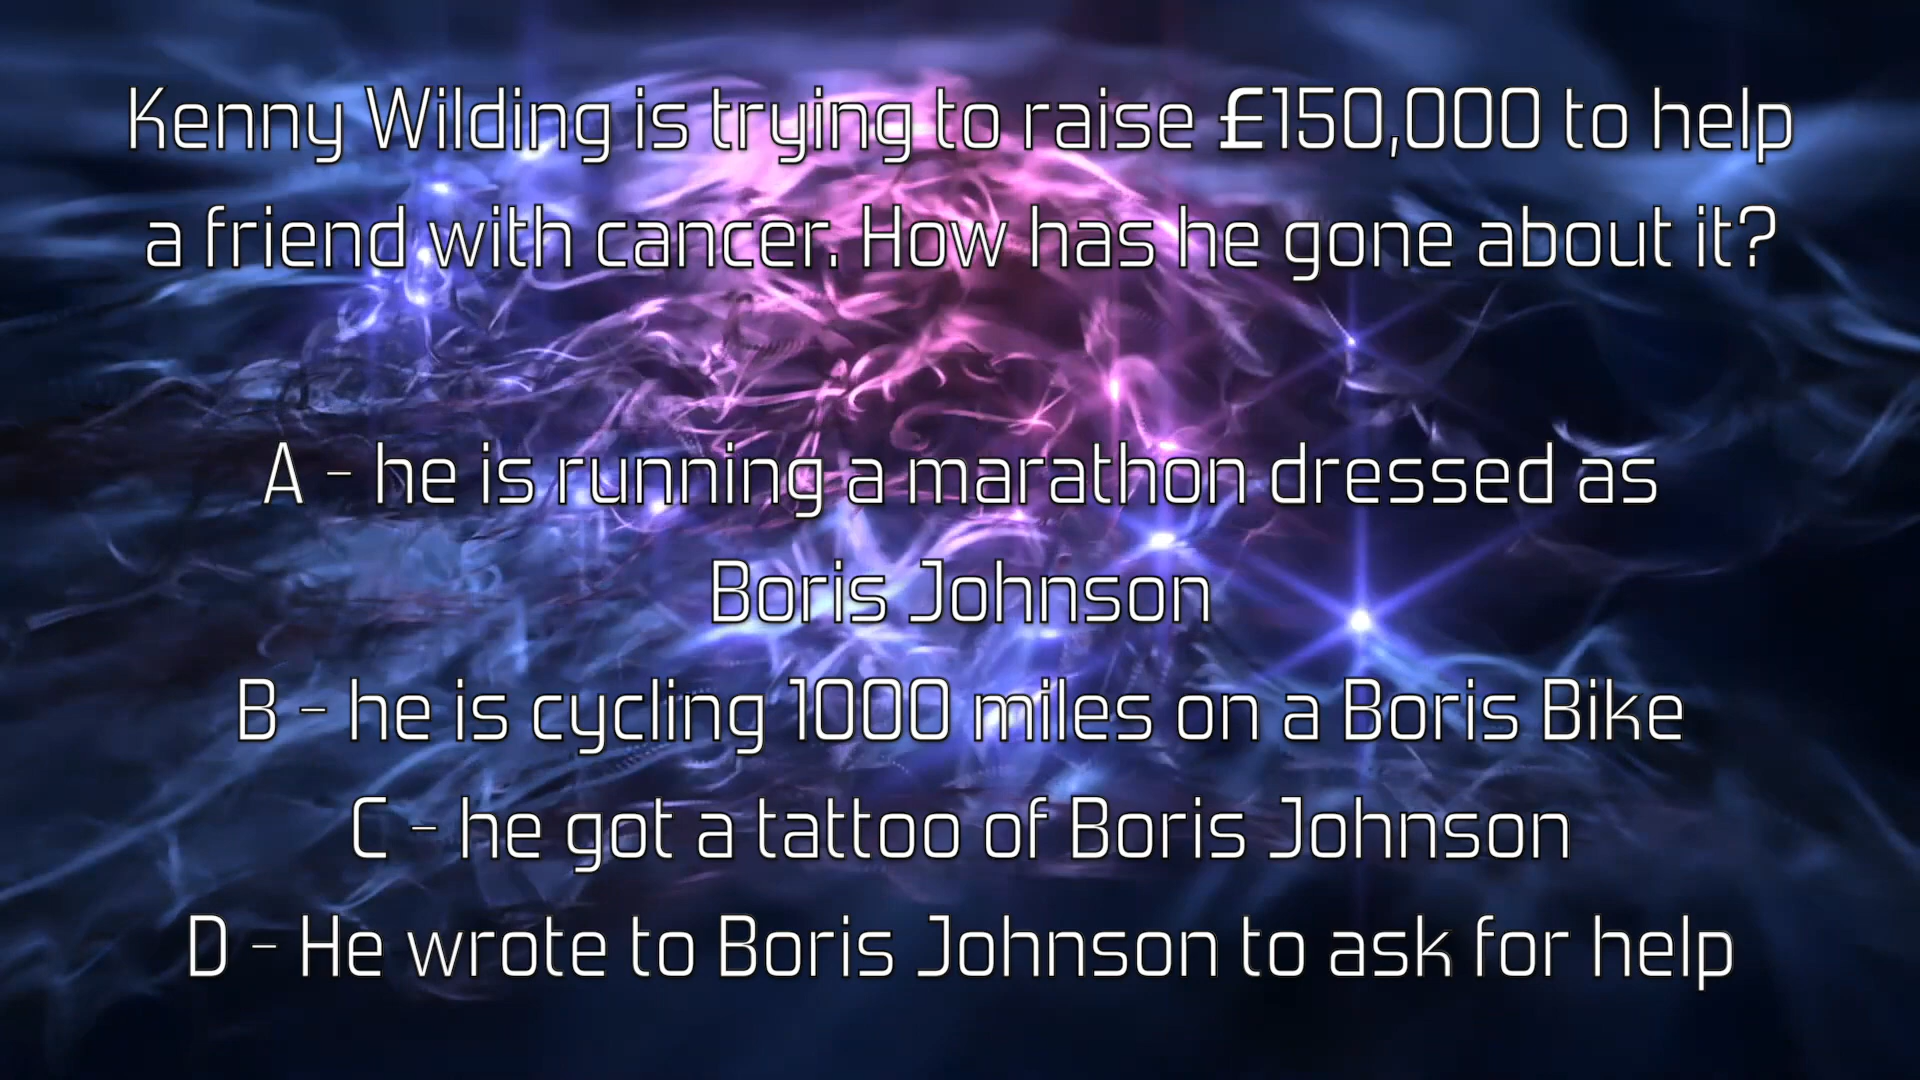 Kenny Wilding is trying to raise £150,000 to help
a friend with cancer. How has he gone about it?
A - he is running a marathon dressed as
Boris Johnson
B - he is cycling 1000 miles on a Boris Bike
C - he got a tattoo of Boris Johnson
D - He wrote to Boris Johnson to ask for help